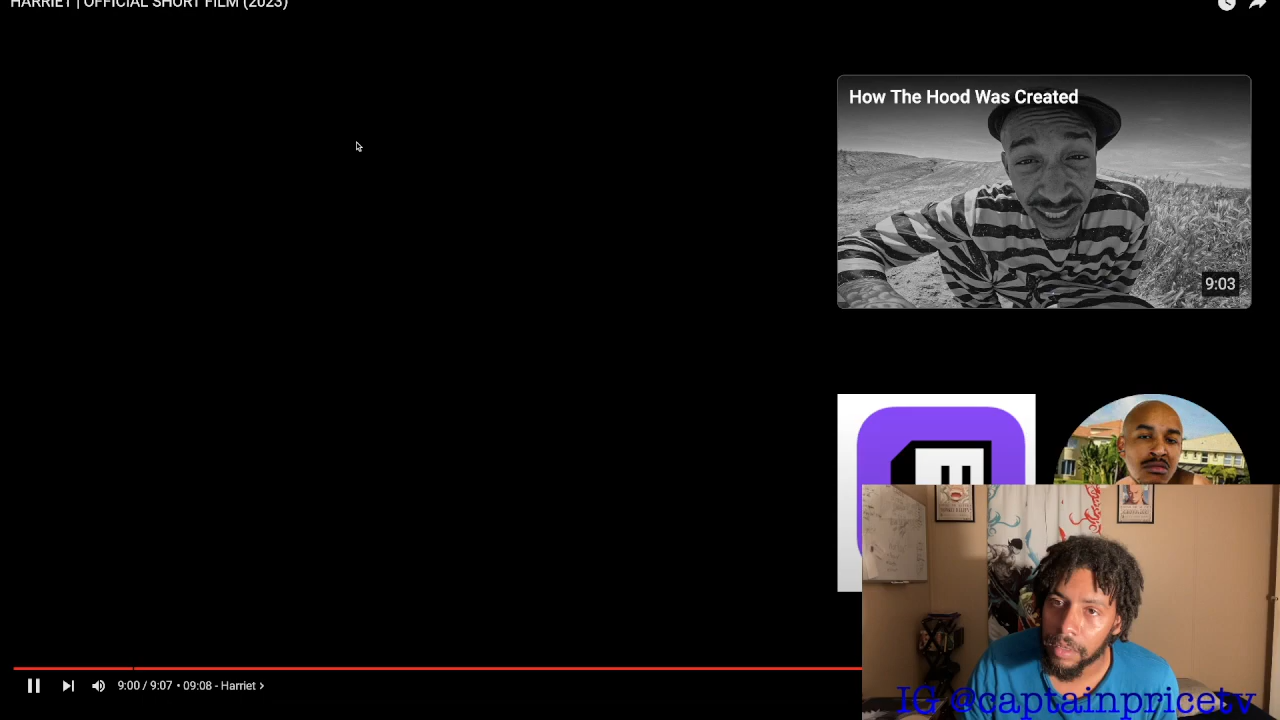 HARRIET | OFFICIAL SHORT FILM (2023)
How The Hood Was Created
9:03
9:00 / 9:07 • 09:08 - Harriet >
IG @captainpricetv